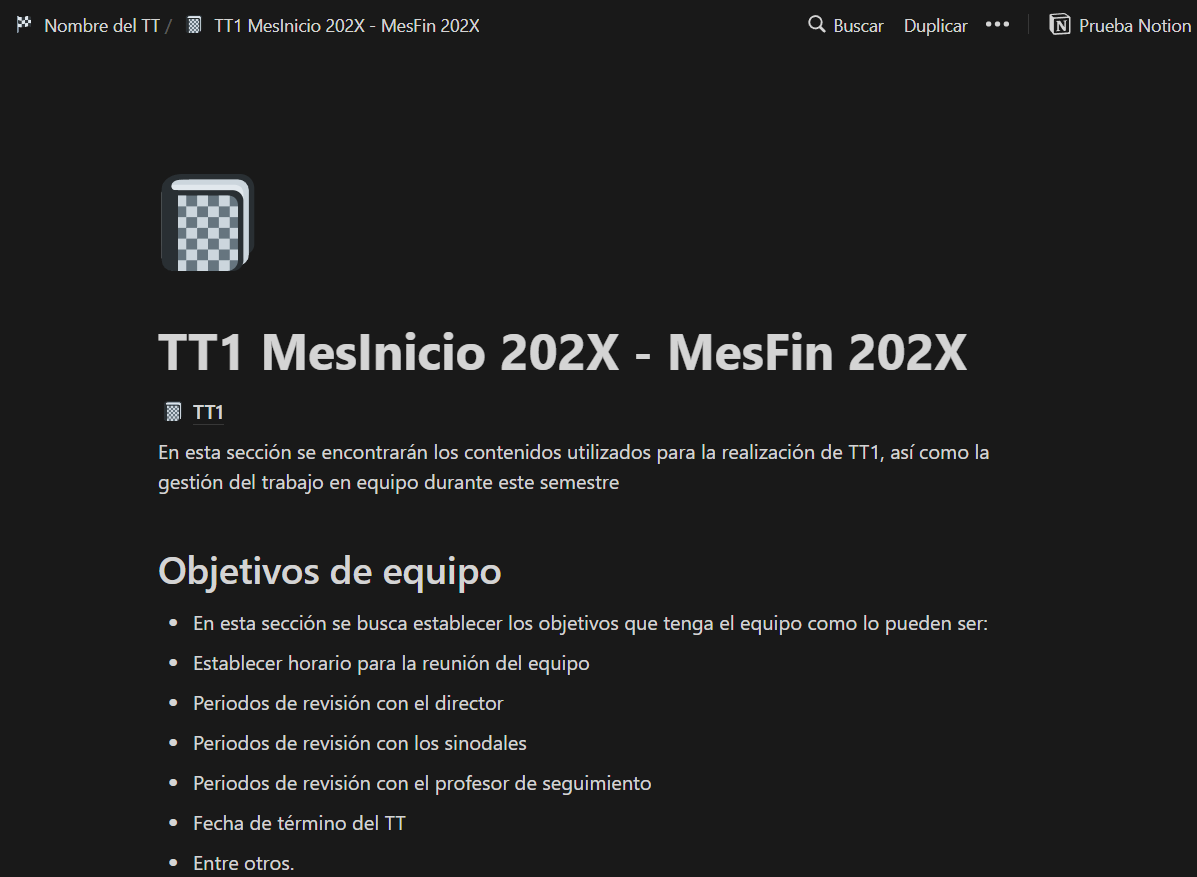 Nombre del TT / TT1 MesInicio 202X - MesFin 202X Buscar Duplicar ••• Prueba Notion
TT1 MesInicio 202X - MesFin 202X
TT1
En esta sección se encontrarán los contenidos utilizados para la realización de TT1, así como la
gestión del trabajo en equipo durante este semestre
Objetivos de equipo
• En esta sección se busca establecer los objetivos que tenga el equipo como lo pueden ser:
• Establecer horario para la reunión del equipo
• Periodos de revisión con el director
• Periodos de revisión con los sinodales
• Periodos de revisión con el profesor de seguimiento
• Fecha de término del TT
• Entre otros.